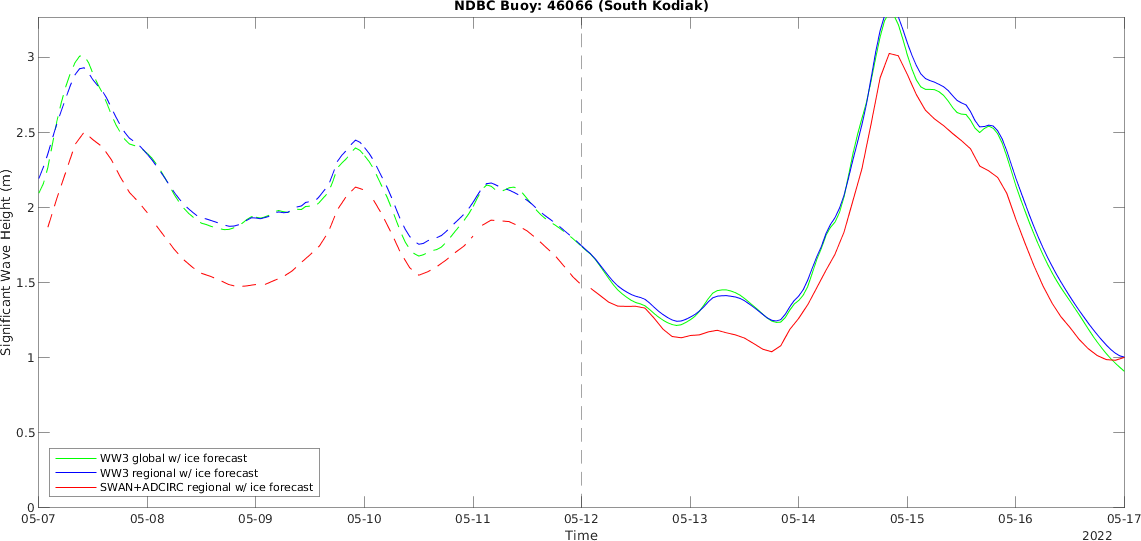 NDBC Buoy: 46066 (South Kodiak)
Significant Wave Height (m)
3
2.5
2
1.5
1
0.5
0
WW3 global w/ ice forecast
WW3 regional w/ ice forecast
SWAN+ADCIRC regional w/ ice forecast
05-07 05-08 05-09 05-10 05-11 05-12 05-13 05-14 05-15 05-16 05-17
Time
2022